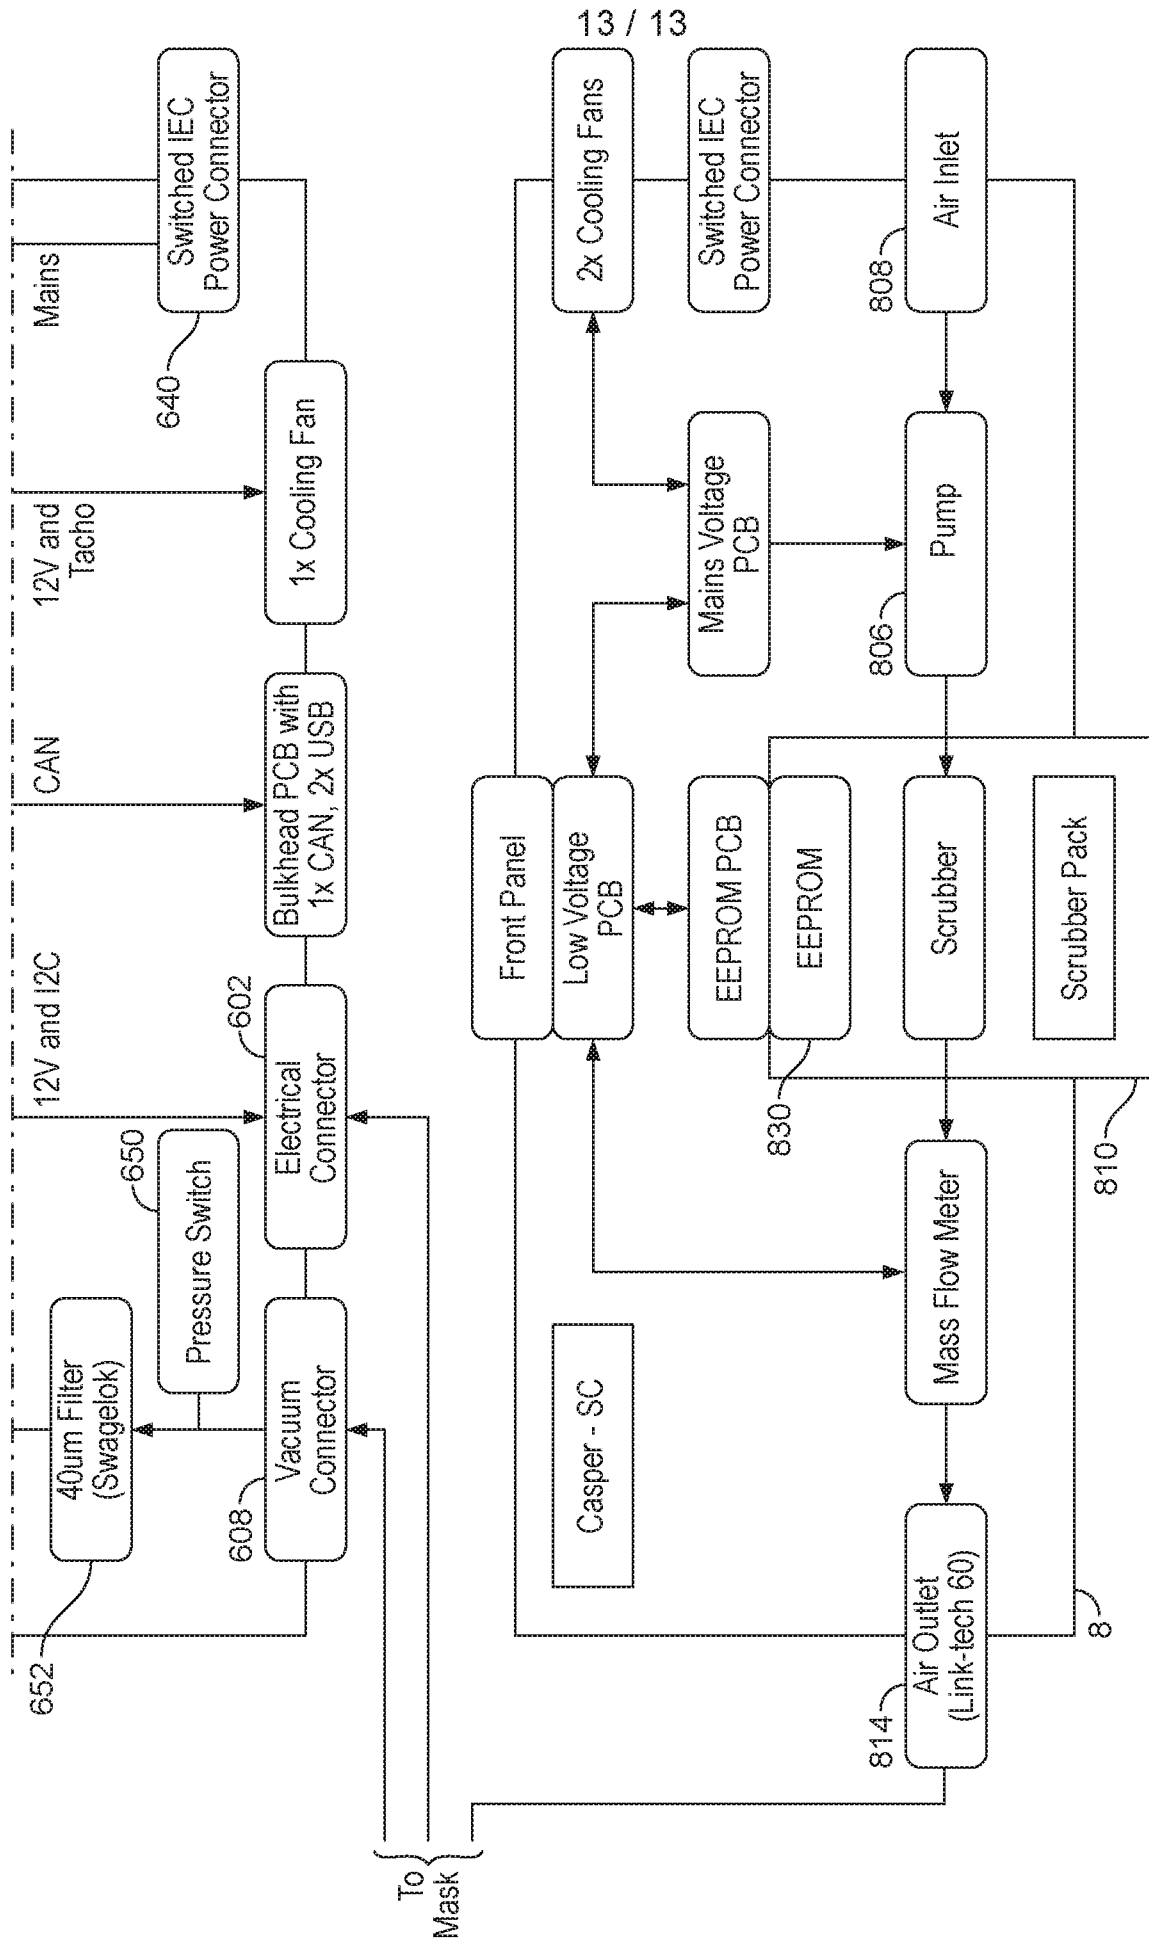 13 / 13
Mains
12V and
Tacho
CAN
12V and I2C
Switched IEC
Power Connector
640
1x Cooling Fan
Bulkhead PCB with
1x CAN, 2x USB
602
Electrical
Connector
650
Pressure Switch
40um Filter
(Swagelok)
652
608
Vacuum
Connector
To
Mask
2x Cooling Fans
Switched IEC
Power Connector
808
Air Inlet
Mains Voltage
PCB
806
Pump
Front Panel
Low Voltage
PCB
EEPROM PCB
EEPROM
830
Scrubber
Scrubber Pack
810
Mass Flow Meter
Casper - SC
814
Air Outlet
(Link-tech 60)
8